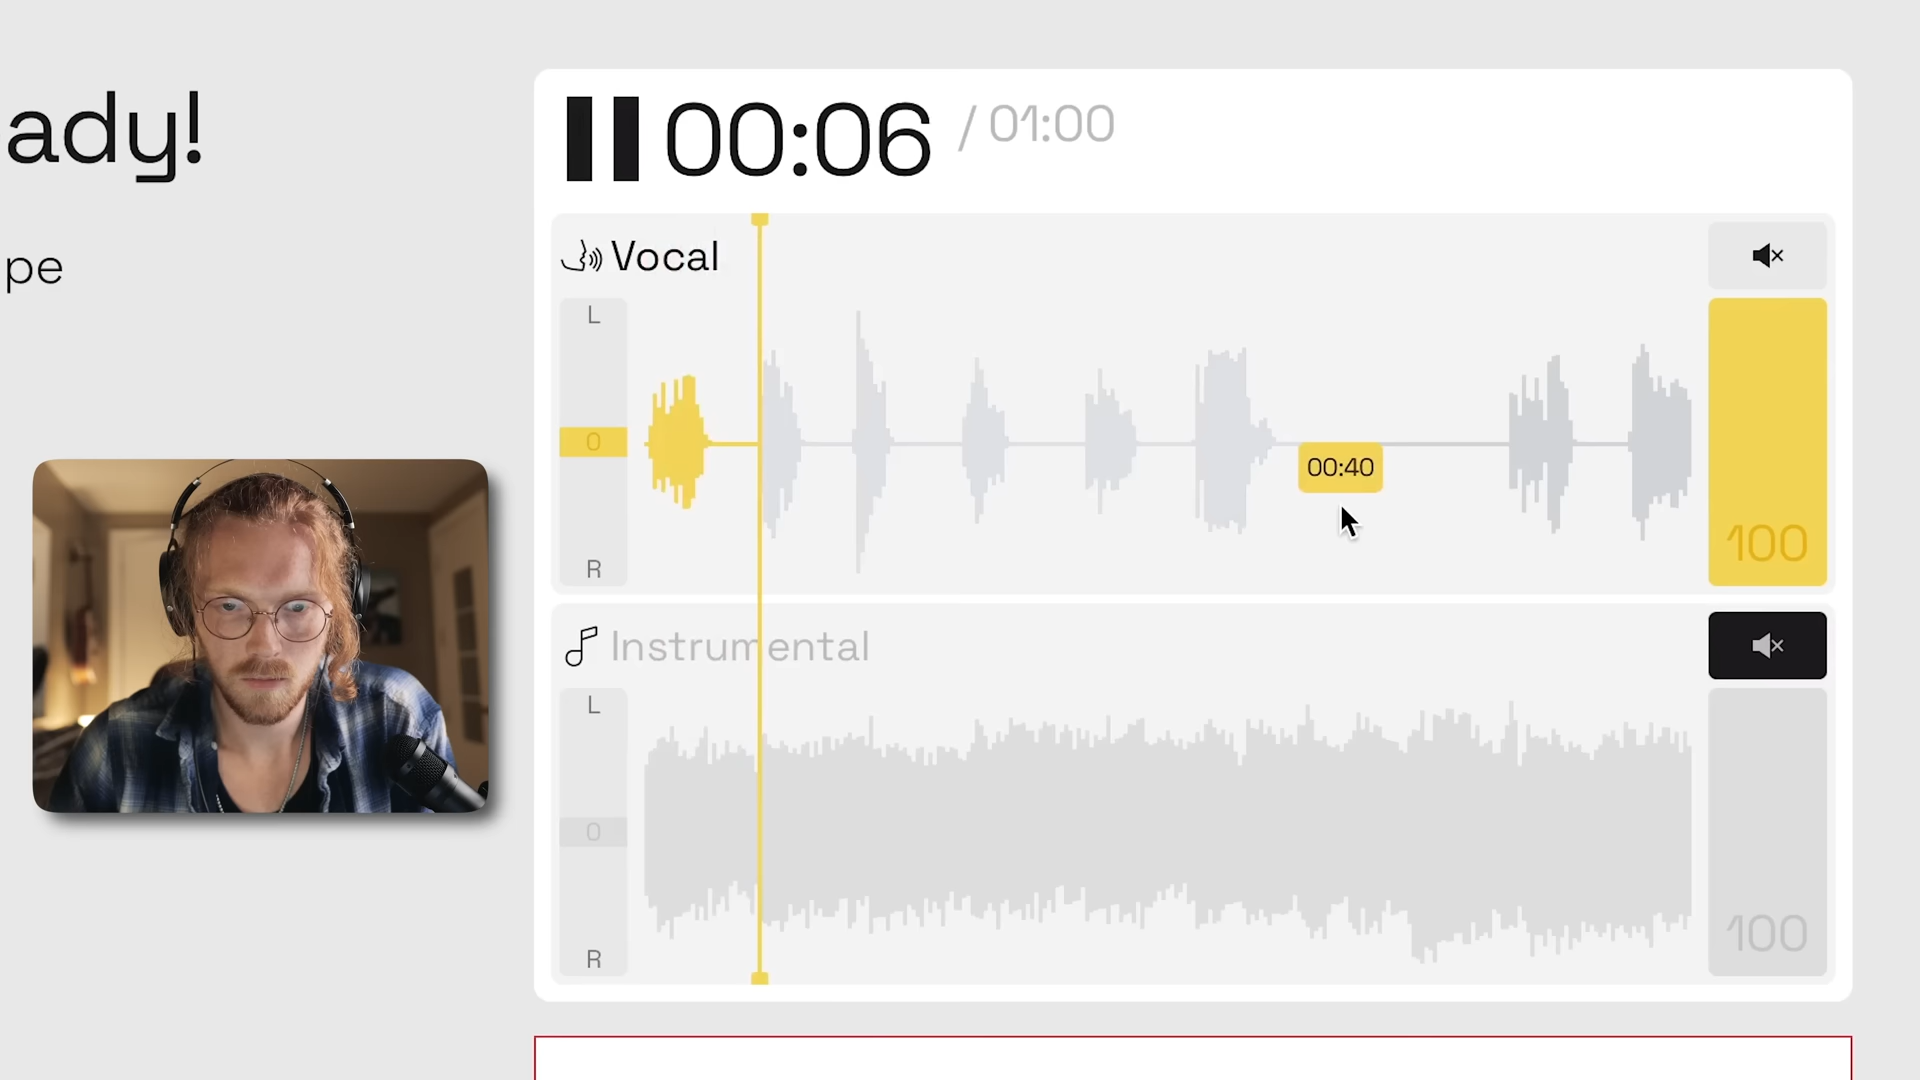 ady!
pe
00:06 / 01:00
Vocal
L
0
R
00:40
100
Instrumental
L
0
R
100